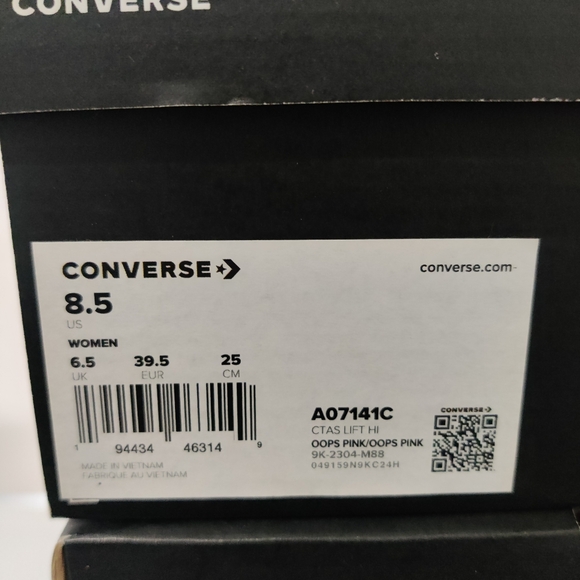 CONVERSE
CONVERSE
converse.com
8.5
US
WOMEN
6.5 39.5 25
UK EUR CM
1 94434 46314 9
MADE IN VIETNAM
FABRIQUE AU VIETNAM
A07141C
CTAS LIFT HI
OOPS PINK/OOPS PINK
9K-2304-M88
049159N9KC24H
CONVERSE